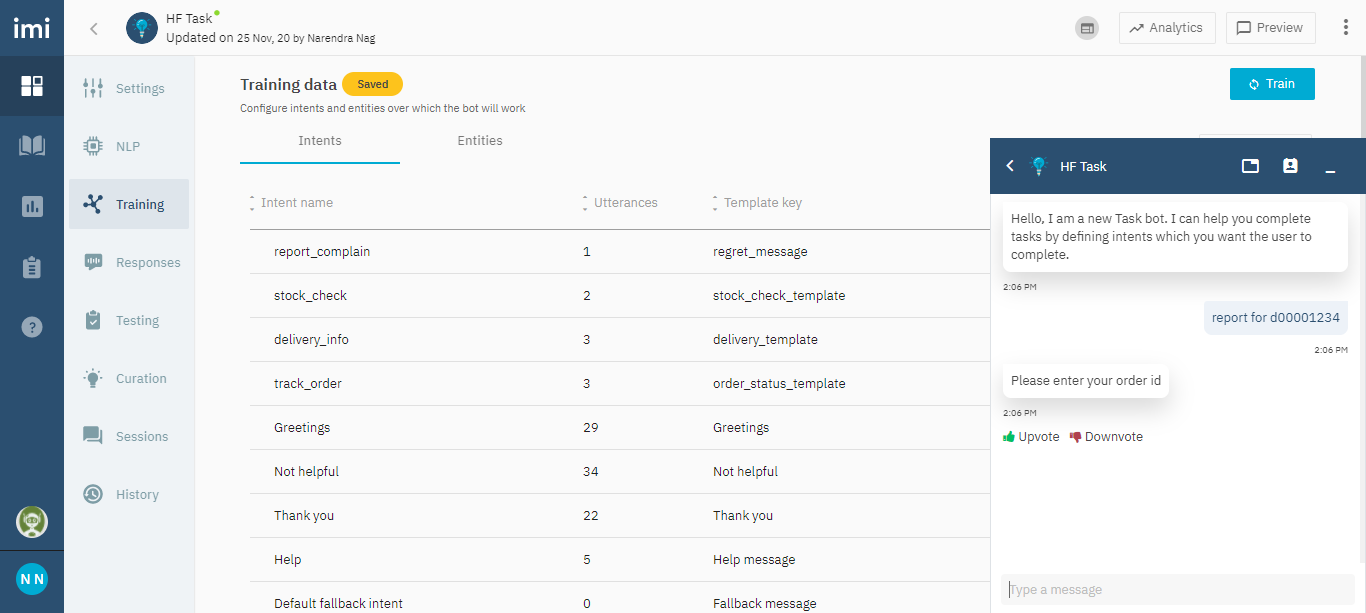 imi
HF Task
Updated on 25 Nov, 20 by Narendra Nag
Analytics
Preview
Settings
NLP
Training
Responses
Testing
Curation
Sessions
History
N N
Training data Saved
Configure intents and entities over which the bot will work
Train
Intents Entities
Intent name Utterances Template key
report_complain 1 regret_message
stock_check 2 stock_check_template
delivery_info 3 delivery_template
track_order 3 order_status_template
Greetings 29 Greetings
Not helpful 34 Not helpful
Thank you 22 Thank you
Help 5 Help message
Default fallback intent 0 Fallback message
HF Task
Hello, I am a new Task bot. I can help you complete
tasks by defining intents which you want the user to
complete.
2:06 PM
report for d00001234
2:06 PM
Please enter your order id
2:06 PM
Upvote Downvote
Type a message